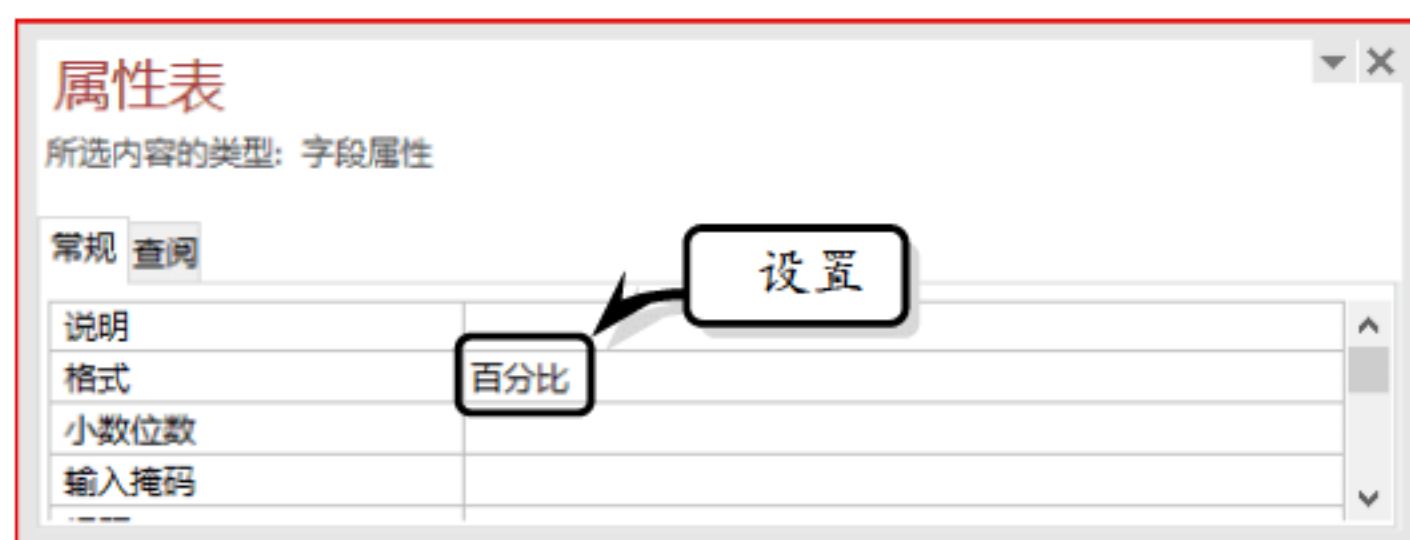 属性表
所选内容的类型: 字段属性
常规 查阅
设置
说明
格式 百分比
小数位数
输入掩码